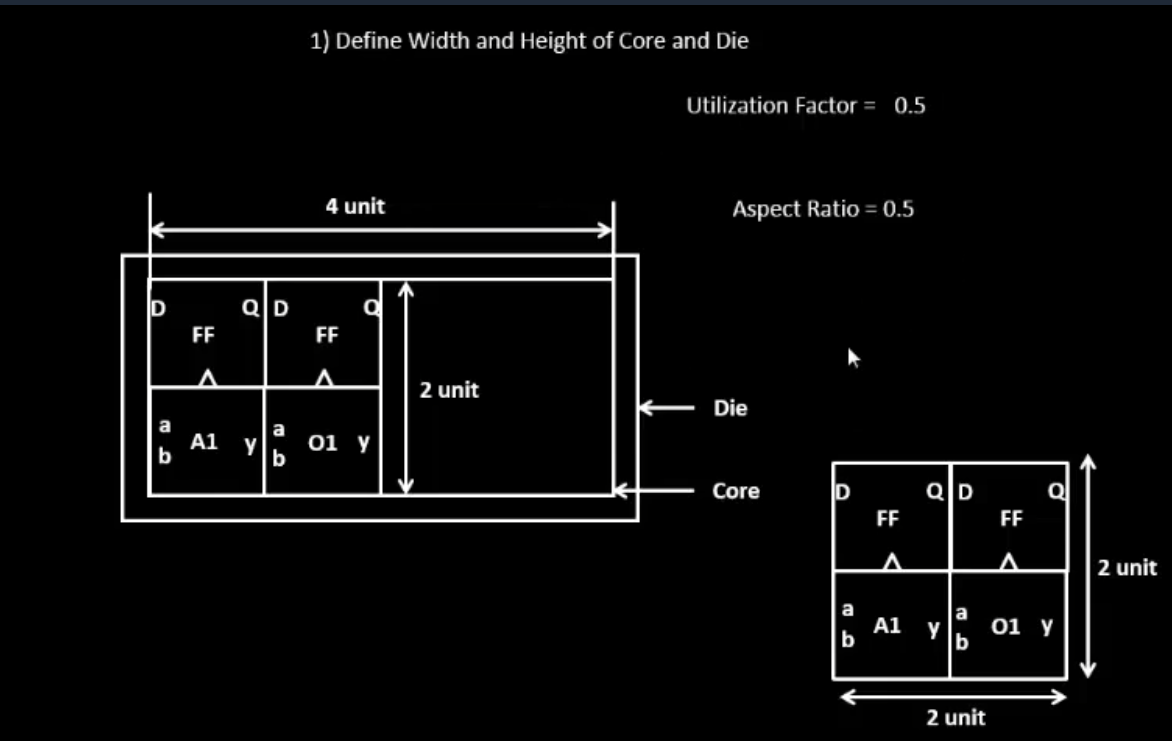 1) Define Width and Height of Core and Die
Utilization Factor = 0.5
4 unit
Aspect Ratio = 0.5
D Q D Q
FF FF
2 unit
a A1 y a O1 y
b b
Die
Core
D Q D Q
FF FF
2 unit
a A1 y a O1 y
b b
2 unit